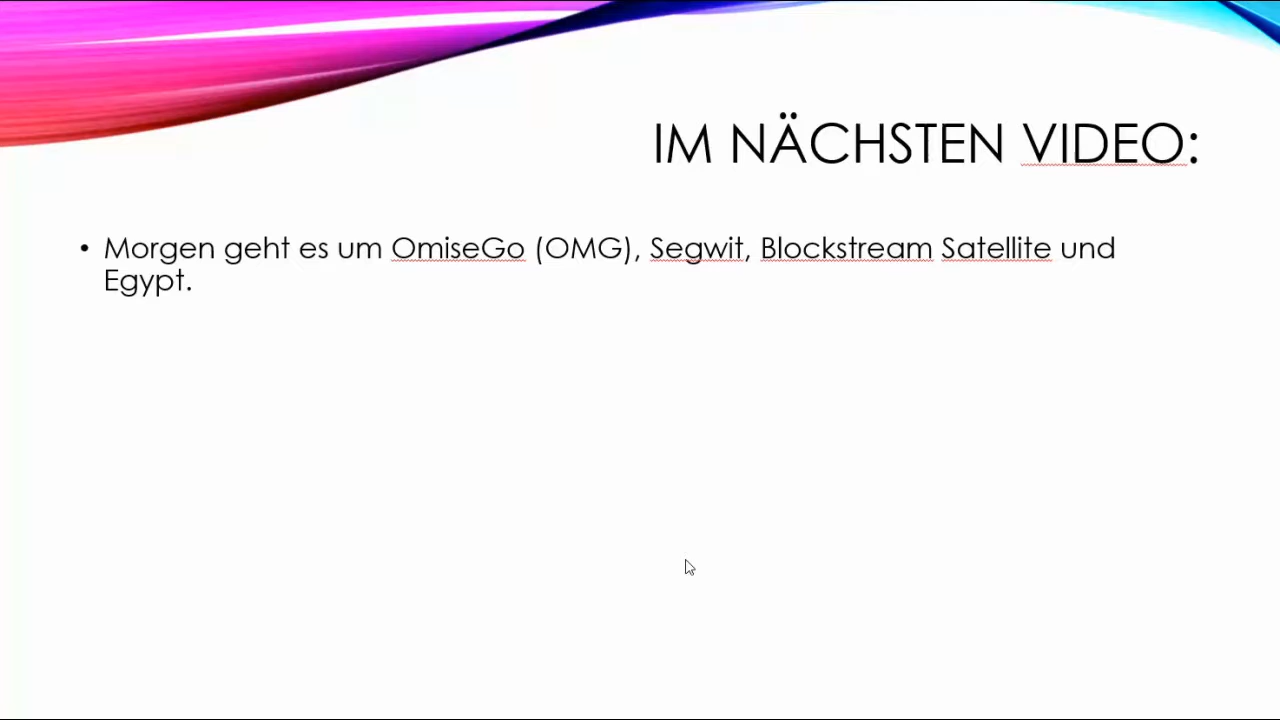 IM NÄCHSTEN VIDEO:
• Morgen geht es um OmiseGo (OMG), Segwit, Blockstream Satellite und
Egypt.